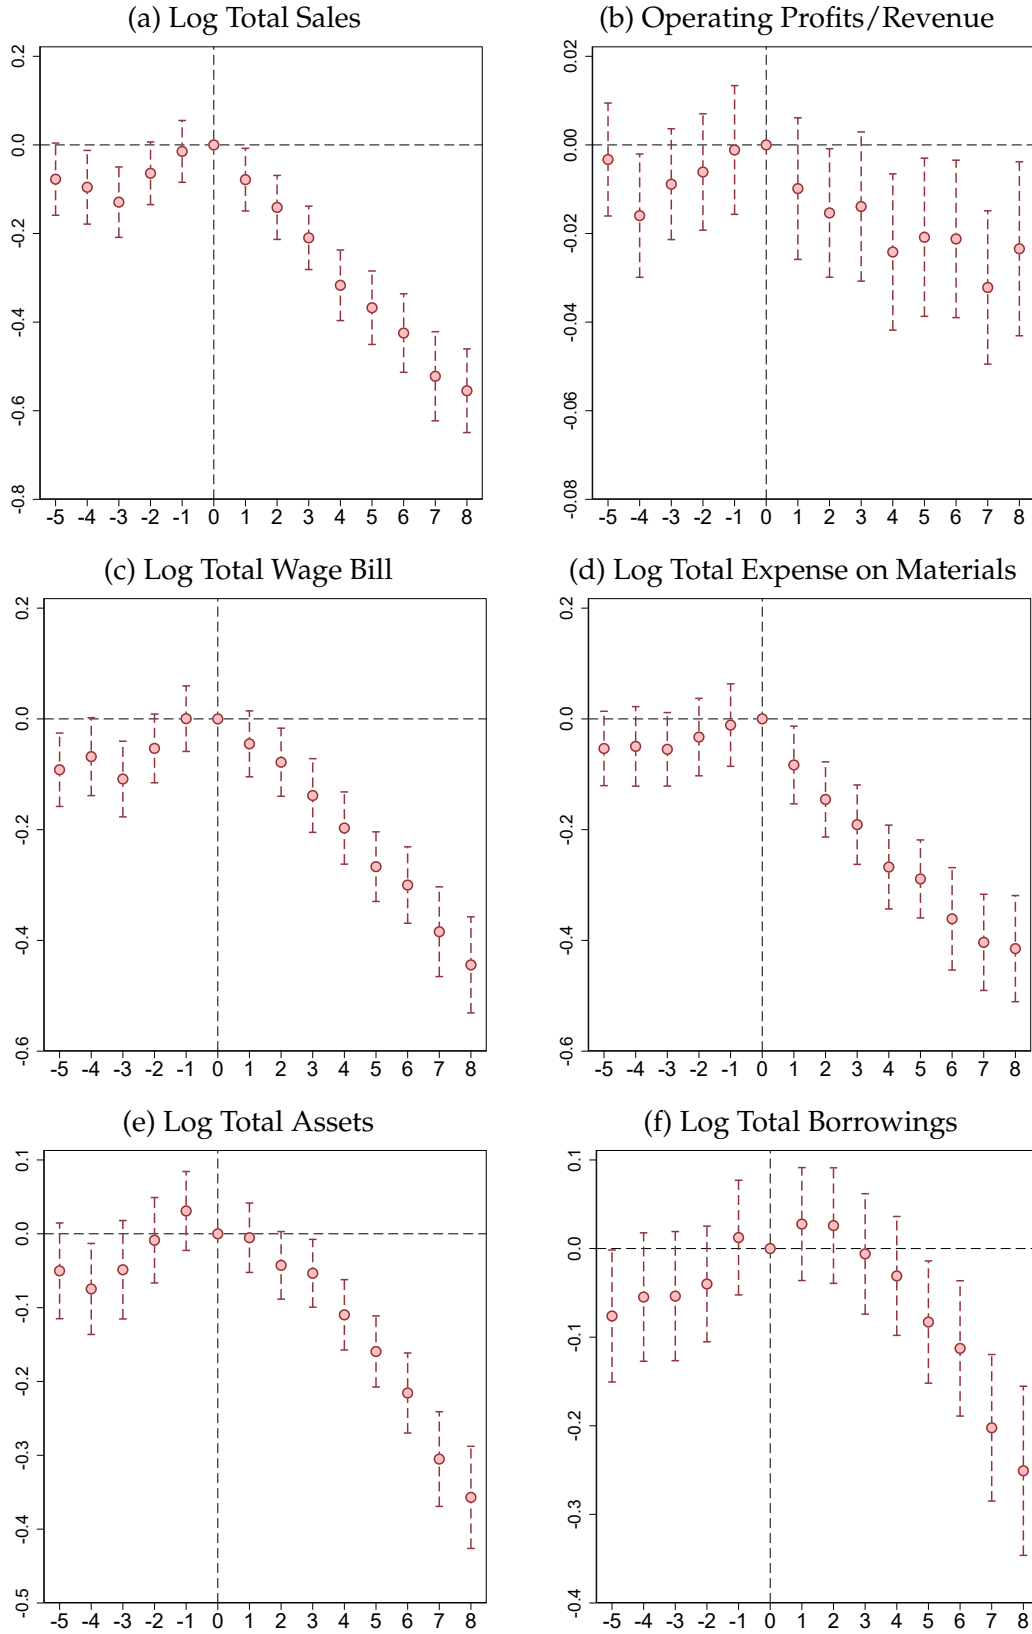 (a) Log Total Sales
0.2
0.0
-0.2
-0.4
-0.6
-0.8
-5 -4 -3 -2 -1 0 1 2 3 4 5 6 7 8
(b) Operating Profits/Revenue
0.02
0.00
-0.02
-0.04
-0.06
-0.08
-5 -4 -3 -2 -1 0 1 2 3 4 5 6 7 8
(c) Log Total Wage Bill
0.2
0.0
-0.2
-0.4
-0.6
-5 -4 -3 -2 -1 0 1 2 3 4 5 6 7 8
(d) Log Total Expense on Materials
0.2
0.0
-0.2
-0.4
-0.6
-5 -4 -3 -2 -1 0 1 2 3 4 5 6 7 8
(e) Log Total Assets
0.1
0.0
-0.1
-0.2
-0.3
-0.4
-0.5
-5 -4 -3 -2 -1 0 1 2 3 4 5 6 7 8
(f) Log Total Borrowings
0.1
0.0
-0.1
-0.2
-0.3
-0.4
-5 -4 -3 -2 -1 0 1 2 3 4 5 6 7 8